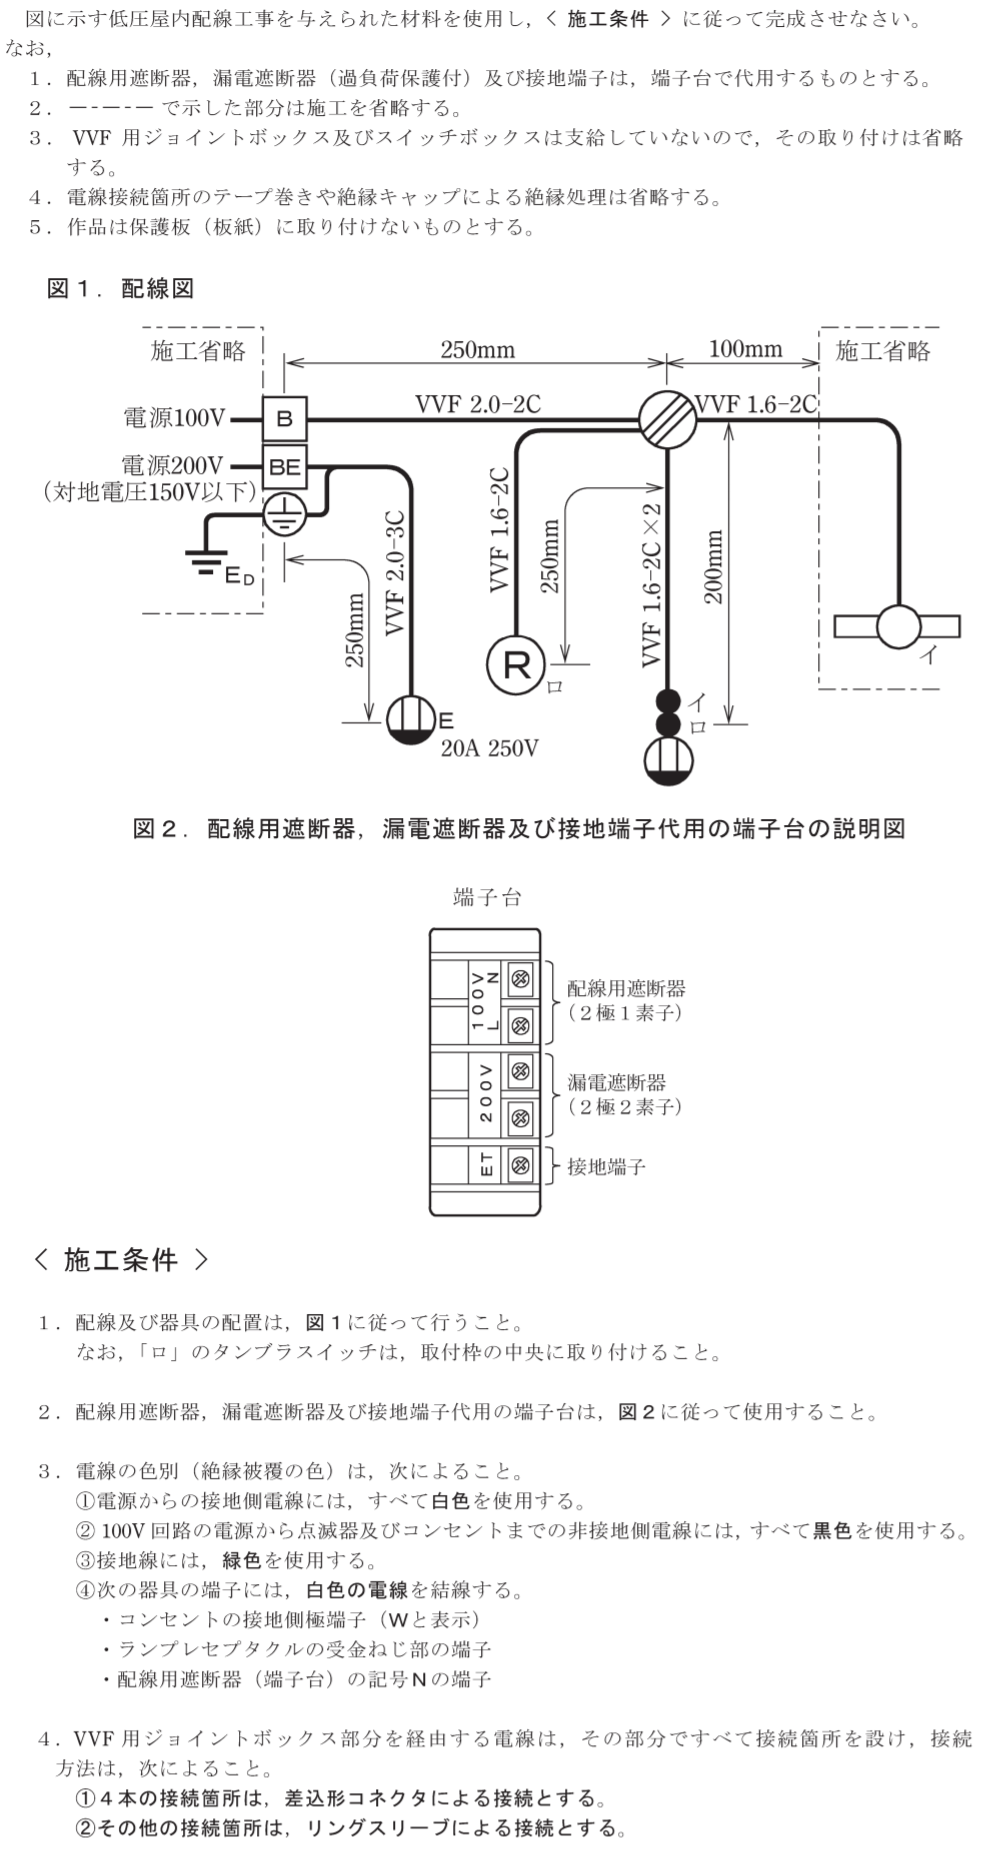 図に示す低圧屋内配線工事を与えられた材料を使用し，＜ 施工条件 ＞に従って完成させなさい。
なお，
１．配線用遮断器，漏電遮断器（過負荷保護付）及び接地端子は，端子台で代用するものとする。
２．―-―-― で示した部分は施工を省略する。
３．VVF 用ジョイントボックス及びスイッチボックスは支給していないので，その取り付けは省略
する。
４．電線接続箇所のテープ巻きや絶縁キャップによる絶縁処理は省略する。
５．作品は保護板（板紙）に取り付けないものとする。
図１．配線図
施工省略
250mm
100mm
施工省略
電源100V
B
VVF 2.0-2C
VVF 1.6-2C
電源200V
（対地電圧150V以下）
BE
ED
VVF 2.0-3C
250mm
E
20A 250V
VVF 1.6-2C
250mm
R
ロ
VVF 1.6-2C×2
200mm
イ
ロ
イ
図２．配線用遮断器，漏電遮断器及び接地端子代用の端子台の説明図
端子台
100V
N
L
配線用遮断器
（２極１素子）
200V
漏電遮断器
（２極２素子）
ET
接地端子
＜ 施工条件 ＞
１．配線及び器具の配置は，図１に従って行うこと。
なお，「ロ」のタンブラスイッチは，取付枠の中央に取り付けること。
２．配線用遮断器，漏電遮断器及び接地端子代用の端子台は，図２に従って使用すること。
３．電線の色別（絶縁被覆の色）は，次によること。
①電源からの接地側電線には，すべて白色を使用する。
② 100V 回路の電源から点滅器及びコンセントまでの非接地側電線には，すべて黒色を使用する。
③接地線には，緑色を使用する。
④次の器具の端子には，白色の電線を結線する。
・コンセントの接地側極端子（Wと表示）
・ランプレセプタクルの受金ねじ部の端子
・配線用遮断器（端子台）の記号Nの端子
４．VVF 用ジョイントボックス部分を経由する電線は，その部分ですべて接続箇所を設け，接続
方法は，次によること。
①４本の接続箇所は，差込形コネクタによる接続とする。
②その他の接続箇所は，リングスリーブによる接続とする。